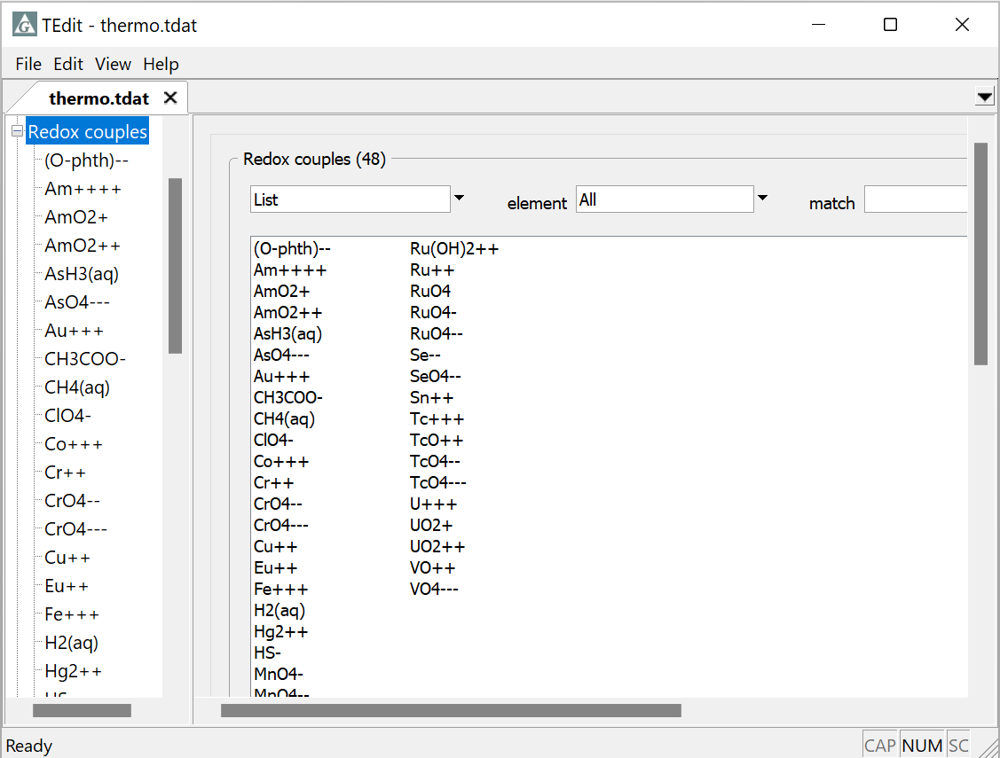 TEdit - thermo.tdat
File Edit View Help
thermo.tdat
Redox couples
(O-phth)--
Am++++
AmO2+
AmO2++
AsH3(aq)
AsO4---
Au+++
CH3COO-
CH4(aq)
ClO4-
Co+++
Cr++
CrO4--
CrO4---
Cu++
Eu++
Fe+++
H2(aq)
Hg2++
HS-
Redox couples (48)
List element All match
(O-phth)-- Ru(OH)2++
Am++++ Ru++
AmO2+ RuO4
AmO2++ RuO4-
AsH3(aq) RuO4--
AsO4--- Se--
Au+++ SeO4--
CH3COO- Sn++
CH4(aq) Tc+++
ClO4- TcO++
Co+++ TcO4--
Cr++ TcO4---
CrO4-- U+++
CrO4--- UO2+
Cu++ UO2++
Eu++ VO++
Fe+++ VO4---
H2(aq)
Hg2++
HS-
MnO4-
MnO4--
Ready CAP NUM SC